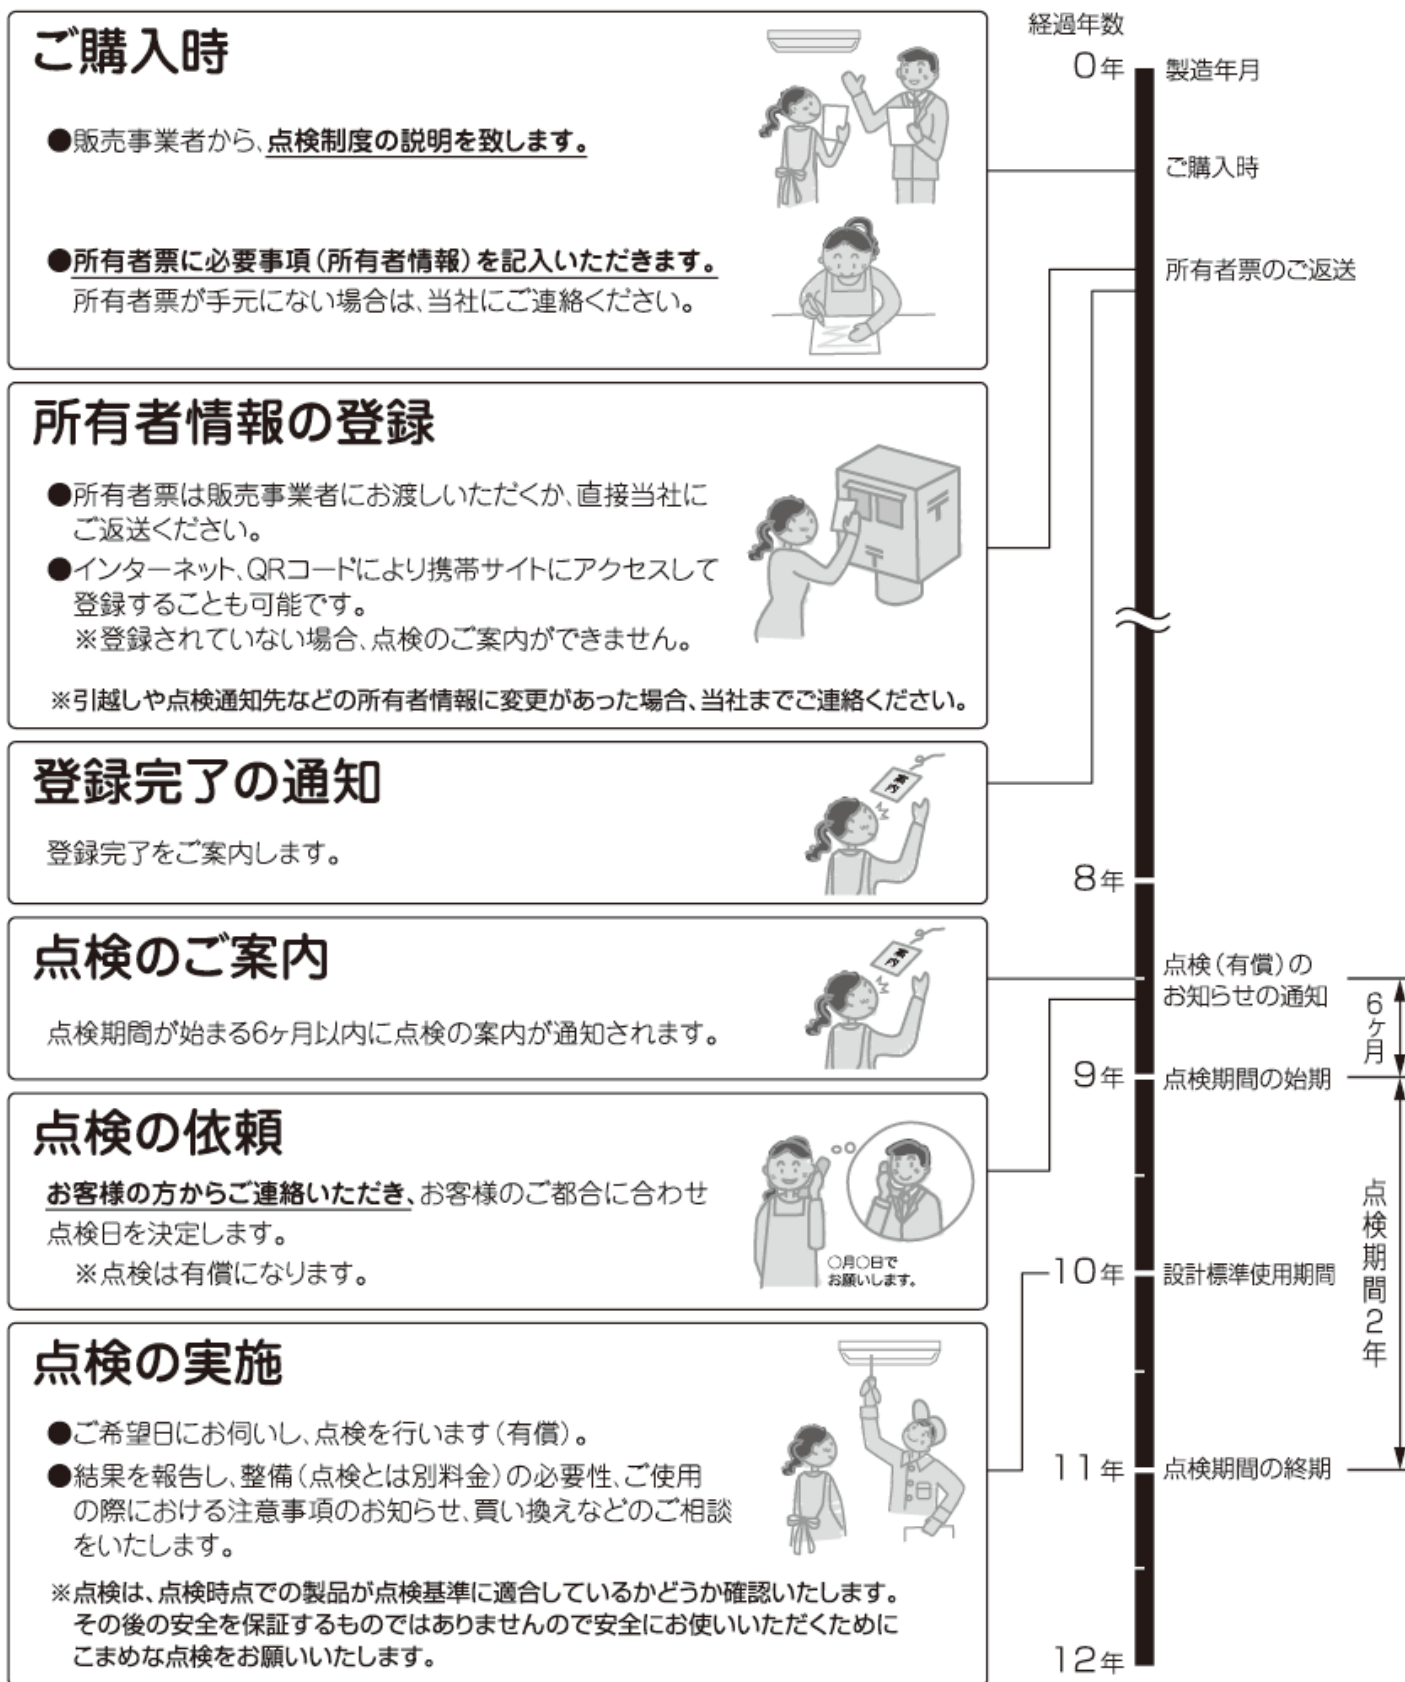 ご購入時
●販売事業者から、点検制度の説明を致します。
●所有者票に必要事項（所有者情報）を記入いただきます。
所有者票が手元にない場合は、当社にご連絡ください。
所有者情報の登録
●所有者票は販売事業者にお渡しいただくか、直接当社に
ご返送ください。
●インターネット、QRコードにより携帯サイトにアクセスして
登録することも可能です。
※登録されていない場合、点検のご案内ができません。
※引越しや点検通知先などの所有者情報に変更があった場合、当社までご連絡ください。
登録完了の通知
登録完了をご案内します。
案内
点検のご案内
点検期間が始まる6ヶ月以内に点検の案内が通知されます。
案内
点検の依頼
お客様の方からご連絡いただき、お客様のご都合に合わせ
点検日を決定します。
※点検は有償になります。
○月○日で
お願いします。
点検の実施
●ご希望日にお伺いし、点検を行います（有償）。
●結果を報告し、整備（点検とは別料金）の必要性、ご使用
の際における注意事項のお知らせ、買い換えなどのご相談
をいたします。
※点検は、点検時点での製品が点検基準に適合しているかどうか確認いたします。
その後の安全を保証するものではありませんので安全にお使いいただくために
こまめな点検をお願いいたします。
経過年数
0年 製造年月
ご購入時
所有者票のご返送
8年
点検（有償）の
お知らせの通知
6ヶ月
9年 点検期間の始期
10年 設計標準使用期間
点検期間2年
11年 点検期間の終期
12年